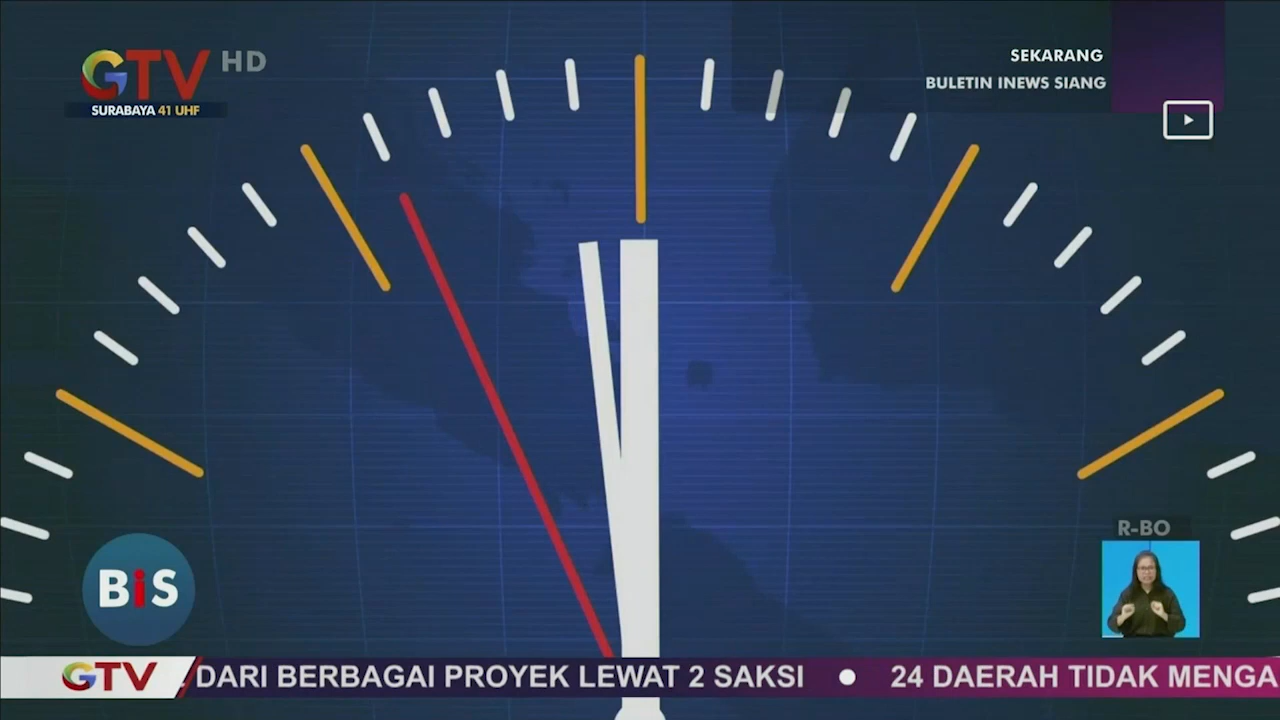 GTV HD
SURABAYA 41 UHF
SEKARANG
BULETIN INEWS SIANG
R-BO
BiS
GTV DARI BERBAGAI PROYEK LEWAT 2 SAKSI ● 24 DAERAH TIDAK MENGA